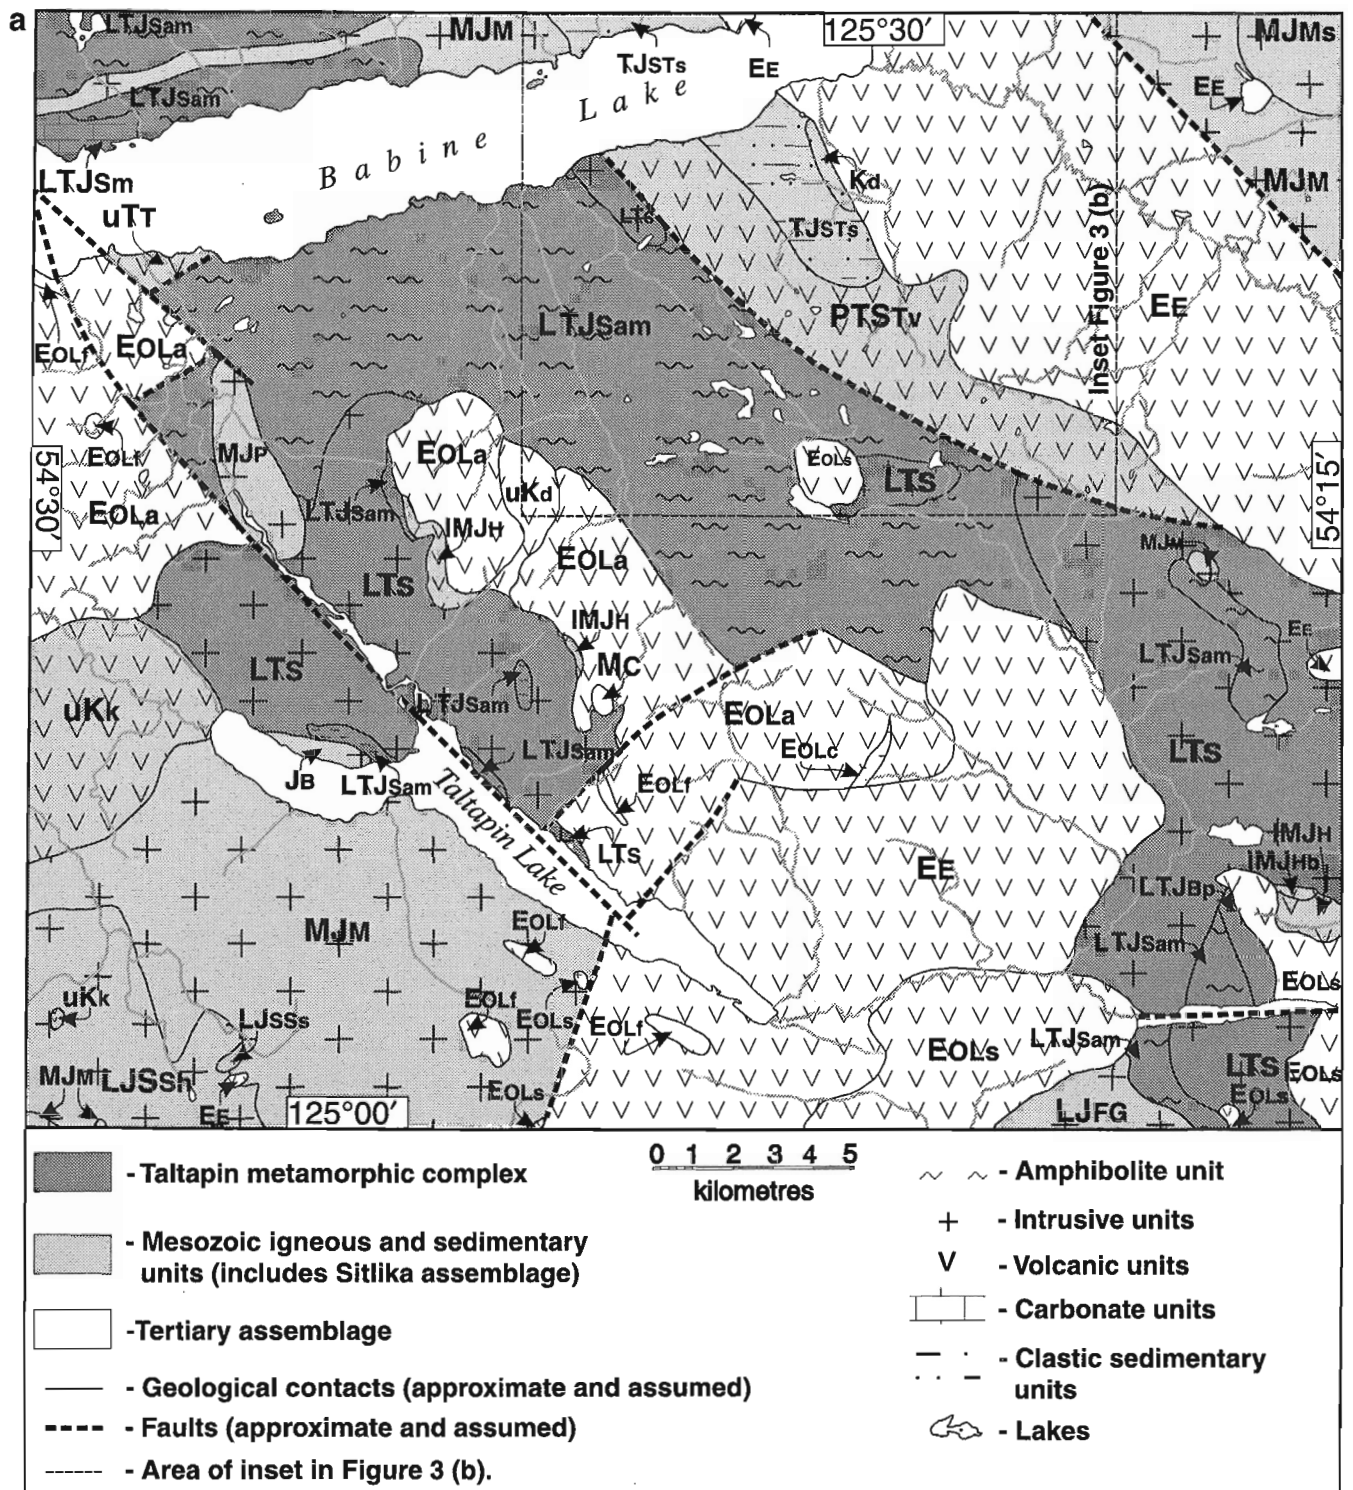 a
LTJSam
MJM
125°30′
MJMs
TJSTs
EE
EE
LTJSam
Babine Lake
LTJSm
uTT
Kd
MJM
LTS
TJSTs
Inset Figure 3 (b)
EE
PTSTv
LTJSam
EOLf
EOLa
EOLf
MJP
EOLa
EOLs
LTS
54°30′
54°15′
EOLa
LTJSam
uKd
IMJH
EOLa
MJM
LTS
IMJH
EE
LTS
MC
LTJSam
uKk
LTJSam
EOLa
LTJSam
EOLc
LTS
JB
LTJSam
EOLf
Taltapin Lake
IMJH
LTS
IMJHb
EE
LTJBp
EOLf
MJM
LTJSam
uKk
EOLf
EOLs
EOLs
LJSSs
EOLf
EOLs
LTJSam
MJM
LJSSh
LTS
EOLs
EE
125°00′
EOLs
LJFG
EOLs
- Taltapin metamorphic complex
- Mesozoic igneous and sedimentary
units (includes Sitlika assemblage)
-Tertiary assemblage
- Geological contacts (approximate and assumed)
- Faults (approximate and assumed)
- Area of inset in Figure 3 (b).
0 1 2 3 4 5
kilometres
- Amphibolite unit
- Intrusive units
- Volcanic units
- Carbonate units
- Clastic sedimentary
units
- Lakes